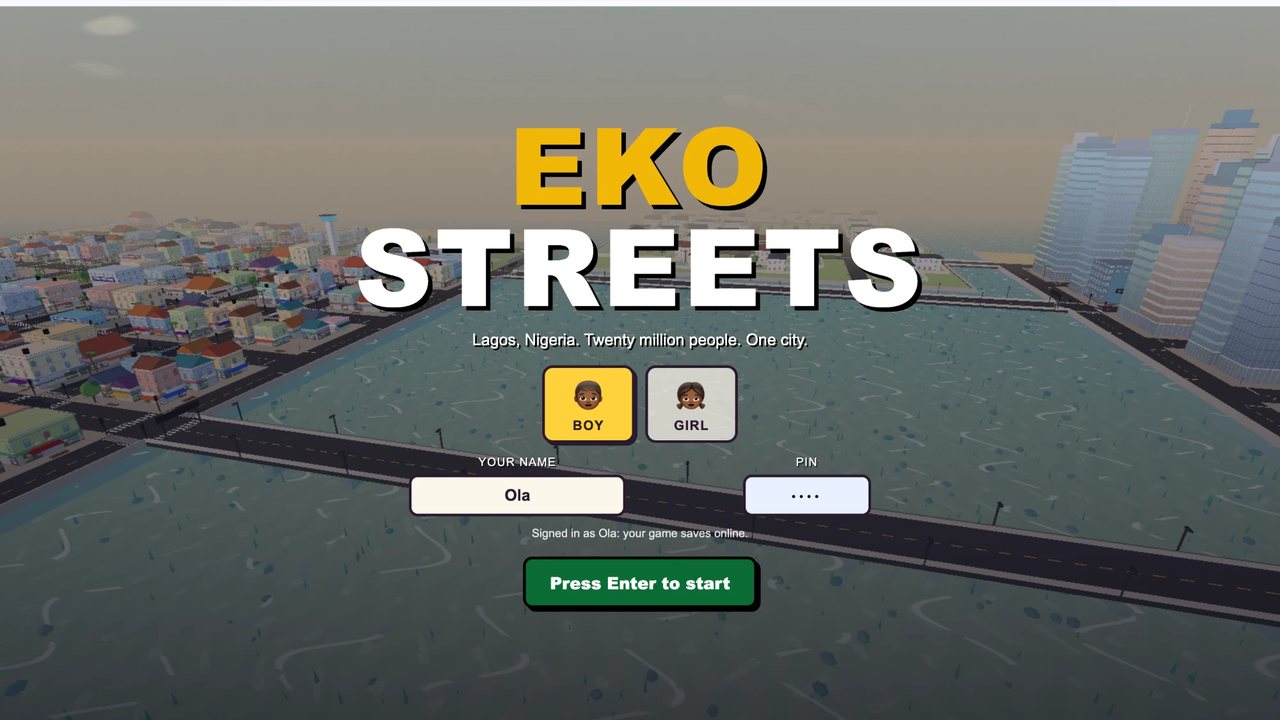 EKO
STREETS
Lagos, Nigeria. Twenty million people. One city.
BOY
GIRL
YOUR NAME
PIN
Ola
••••
Signed in as Ola: your game saves online.
Press Enter to start